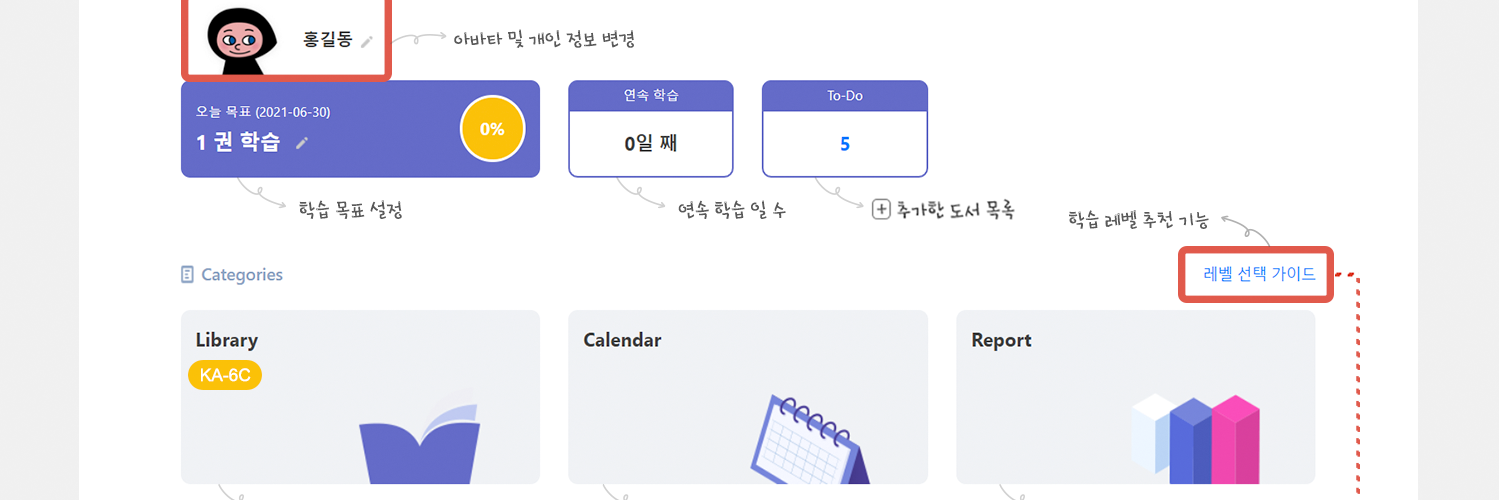 홍길동
아바타 및 개인 정보 변경
오늘 목표 (2021-06-30)
1 권 학습
0%
연속 학습
0일 째
To-Do
5
학습 목표 설정
연속 학습 일 수
추가한 도서 목록
학습 레벨 추천 기능
Categories
레벨 선택 가이드
Library
KA-6C
Calendar
Report